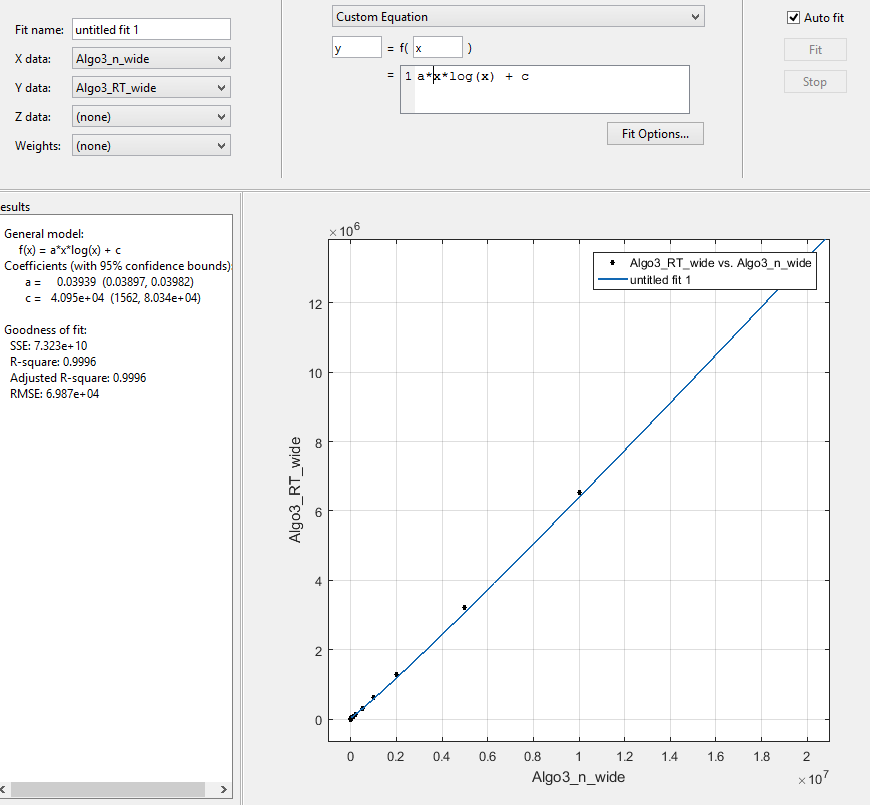 Fit name: untitled fit 1
X data: Algo3_n_wide
Y data: Algo3_RT_wide
Z data: (none)
Weights: (none)
Custom Equation
y = f( x )
= 1 a*x*log(x) + c
Fit Options...
Auto fit
Fit
Stop
esults
General model:
f(x) = a*x*log(x) + c
Coefficients (with 95% confidence bounds):
a = 0.03939 (0.03897, 0.03982)
c = 4.095e+04 (1562, 8.034e+04)
Goodness of fit:
SSE: 7.323e+10
R-square: 0.9996
Adjusted R-square: 0.9996
RMSE: 6.987e+04
×10^6
Algo3_RT_wide vs. Algo3_n_wide
untitled fit 1
12
10
8
6
4
2
0
Algo3_RT_wide
0 0.2 0.4 0.6 0.8 1 1.2 1.4 1.6 1.8 2
Algo3_n_wide
×10^7